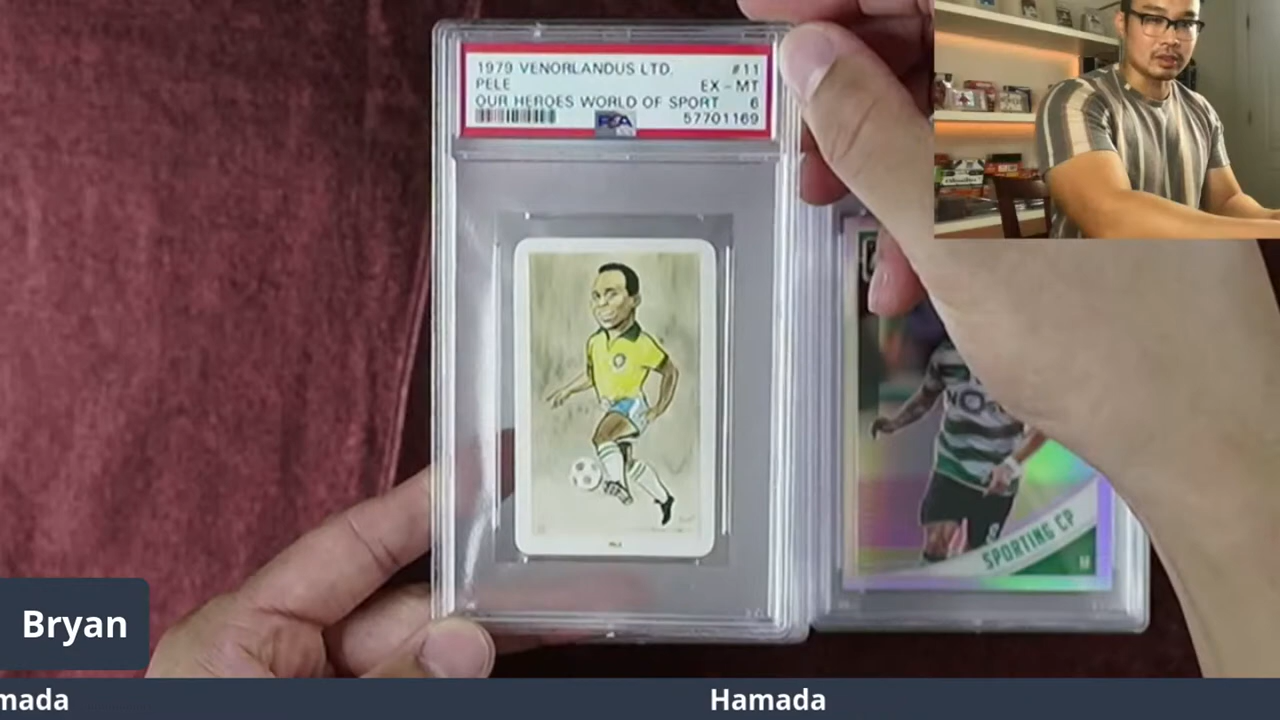 1979 VENORLANDUS LTD. #11
PELE EX - MT
OUR HEROES WORLD OF SPORT 6
57701169
PSA
PELE
NO
SPORTING CP
M
Bryan
mada Hamada